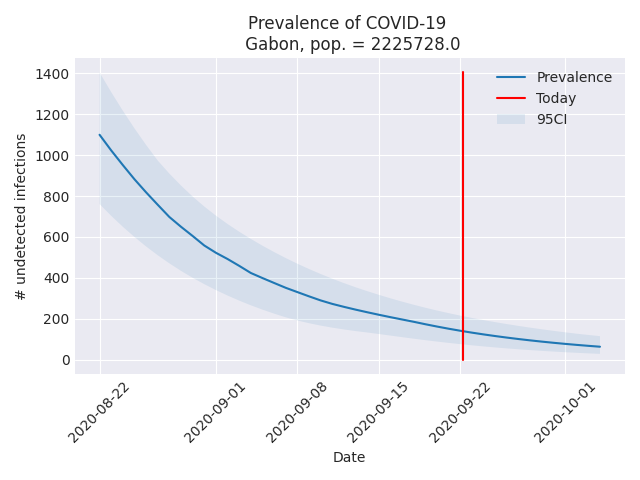 Prevalence of COVID-19
Gabon, pop. = 2225728.0
Prevalence
Today
95CI
1400
1200
1000
800
600
400
200
0
# undetected infections
2020-08-22
2020-09-01
2020-09-08
2020-09-15
2020-09-22
2020-10-01
Date